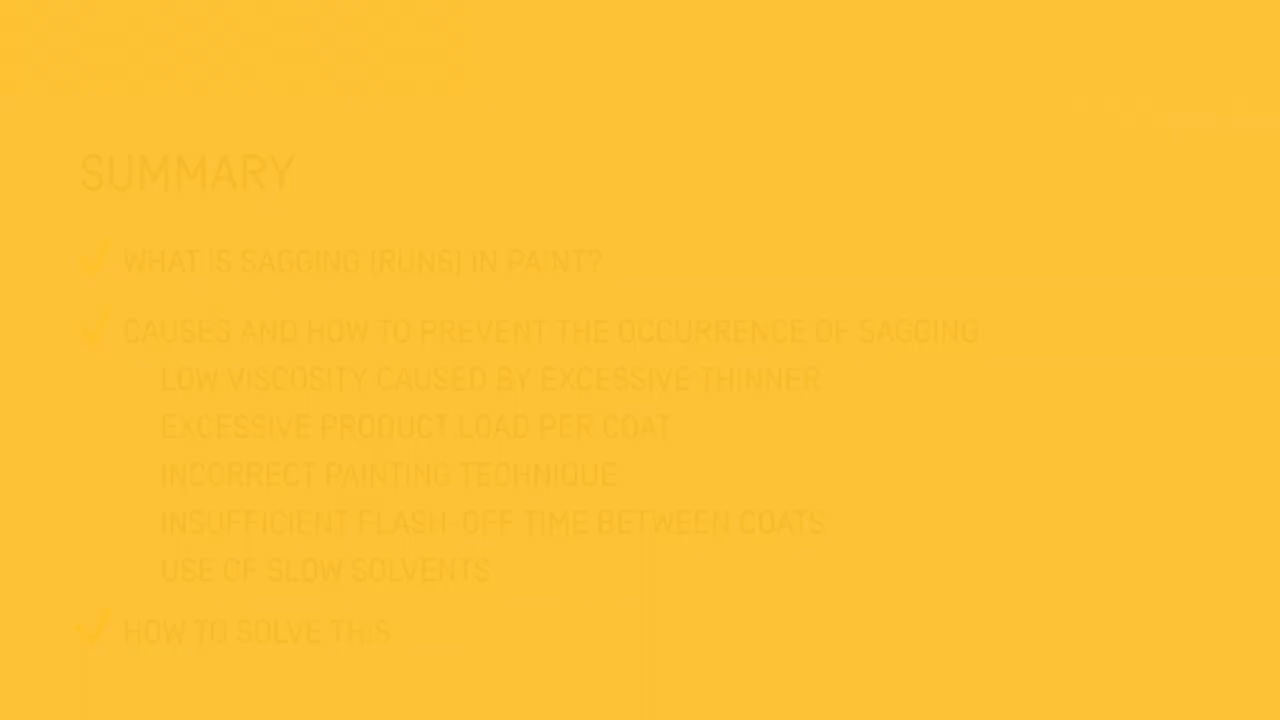 SUMMARY
WHAT IS SAGGING (RUNS) IN PAINT?
CAUSES AND HOW TO PREVENT THE OCCURRENCE OF SAGGING
LOW VISCOSITY CAUSED BY EXCESSIVE THINNER
EXCESSIVE PRODUCT LOAD PER COAT
INCORRECT PAINTING TECHNIQUE
INSUFFICIENT FLASH-OFF TIME BETWEEN COATS
USE OF SLOW SOLVENTS
HOW TO SOLVE THIS